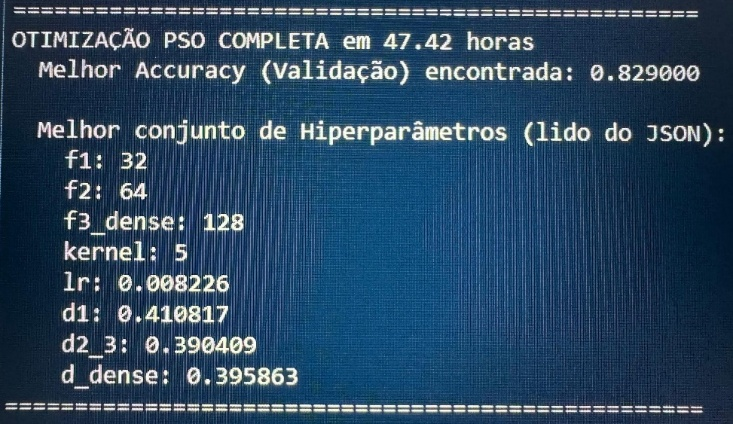 ==================================================
OTIMIZAÇÃO PSO COMPLETA em 47.42 horas
Melhor Accuracy (Validação) encontrada: 0.829000
Melhor conjunto de Hiperparâmetros (lido do JSON):
f1: 32
f2: 64
f3_dense: 128
kernel: 5
lr: 0.008226
d1: 0.410817
d2_3: 0.390409
d_dense: 0.395863
==================================================